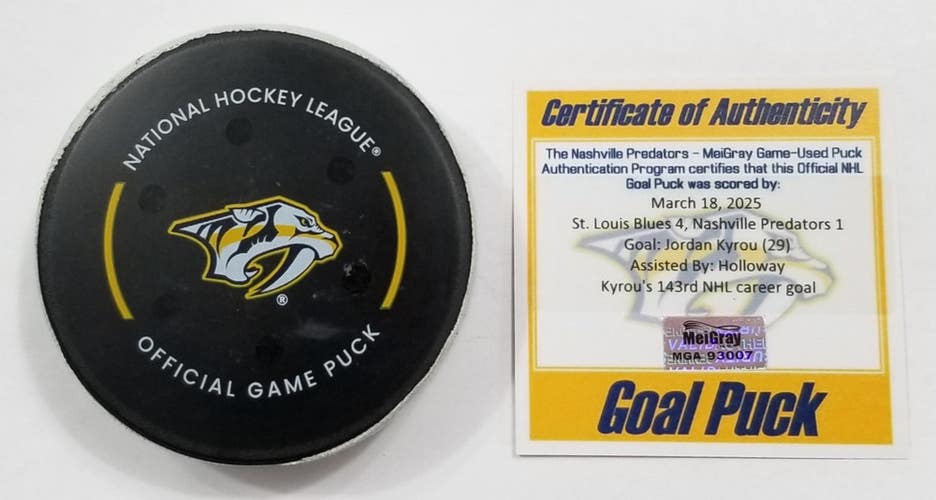 NATIONAL HOCKEY LEAGUE®
®
OFFICIAL GAME PUCK
Certificate of Authenticity
The Nashville Predators - MeiGray Game-Used Puck
Authentication Program certifies that this Official NHL
Goal Puck was scored by:
March 18, 2025
St. Louis Blues 4, Nashville Predators 1
Goal: Jordan Kyrou (29)
Assisted By: Holloway
Kyrou's 143rd NHL career goal
MeiGray
MGA 93007
Goal Puck